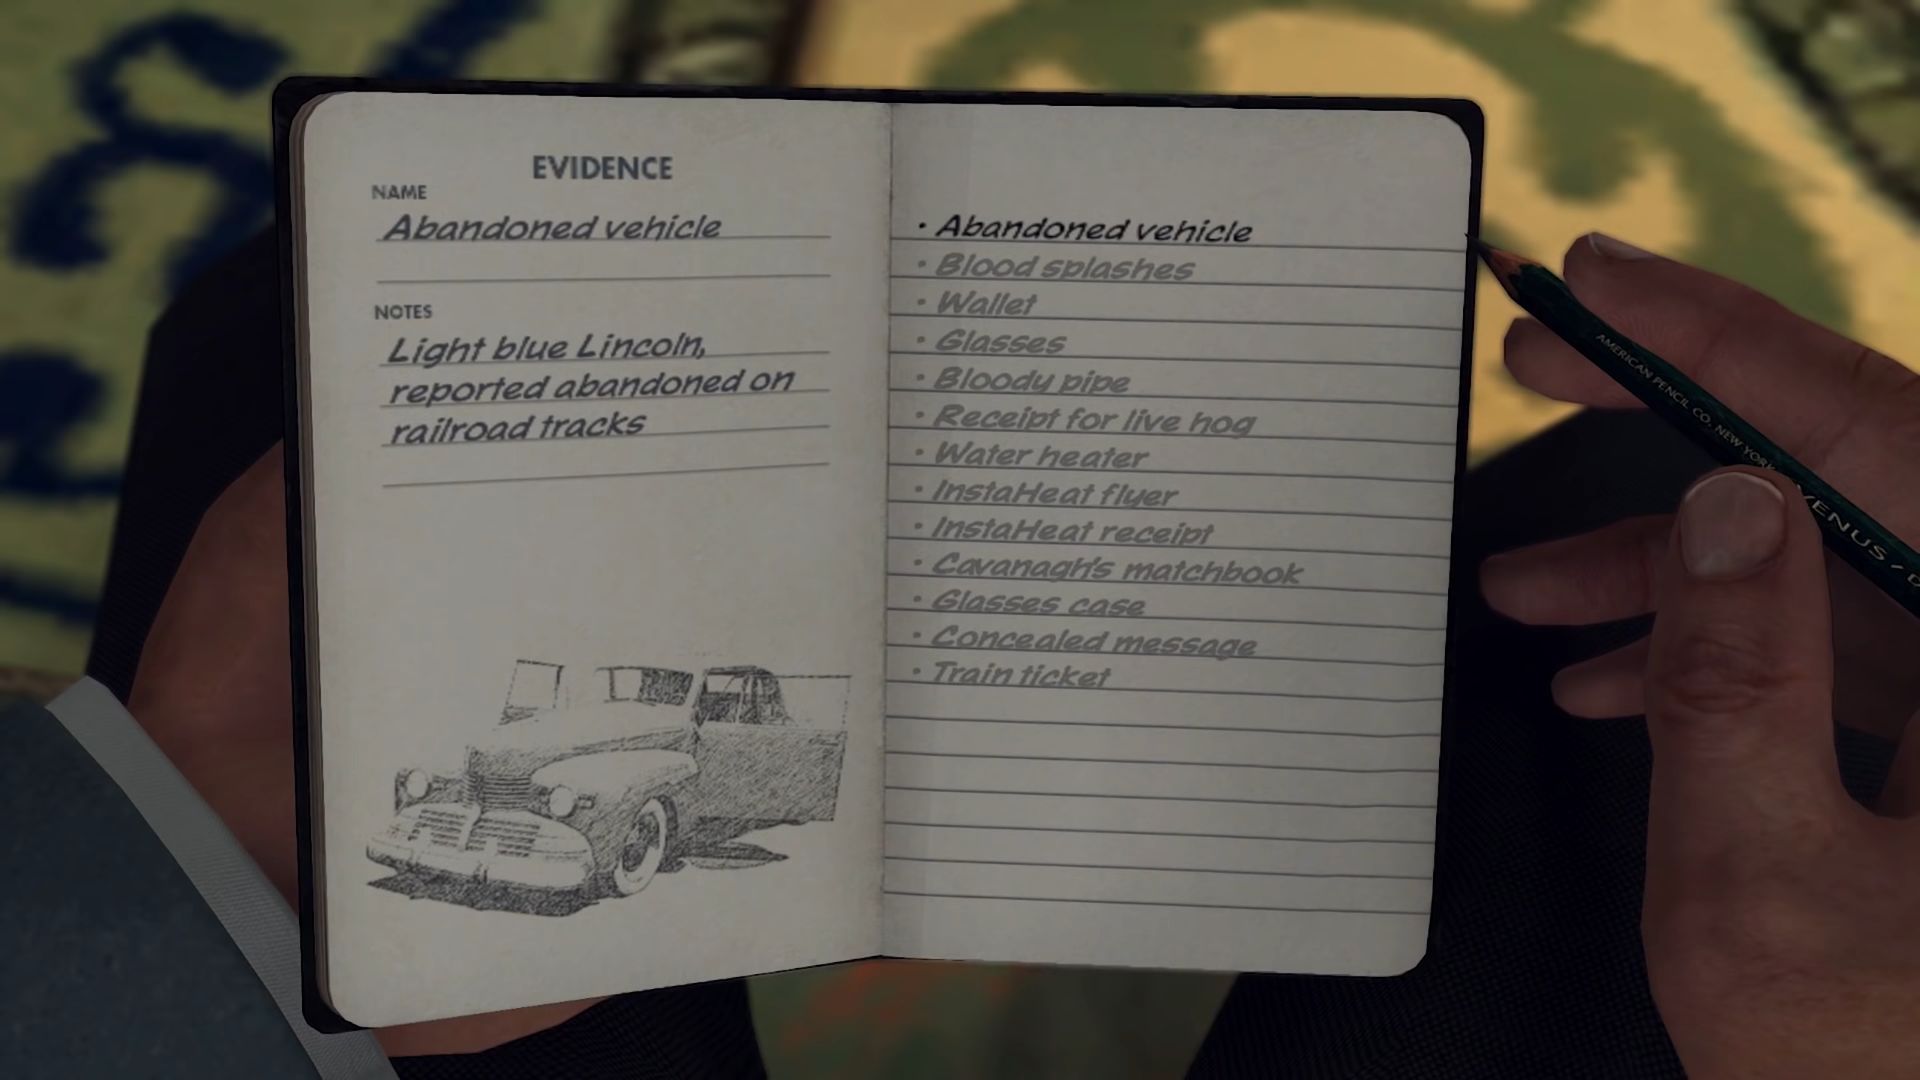 EVIDENCE
NAME
Abandoned vehicle
NOTES
Light blue Lincoln,
reported abandoned on
railroad tracks
• Abandoned vehicle
• Blood splashes
• Wallet
• Glasses
• Bloody pipe
• Receipt for live hog
• Water heater
• InstaHeat flyer
• InstaHeat receipt
• Cavanagh's matchbook
• Glasses case
• Concealed message
• Train ticket
AMERICAN PENCIL CO. NEW YORK
VENUS